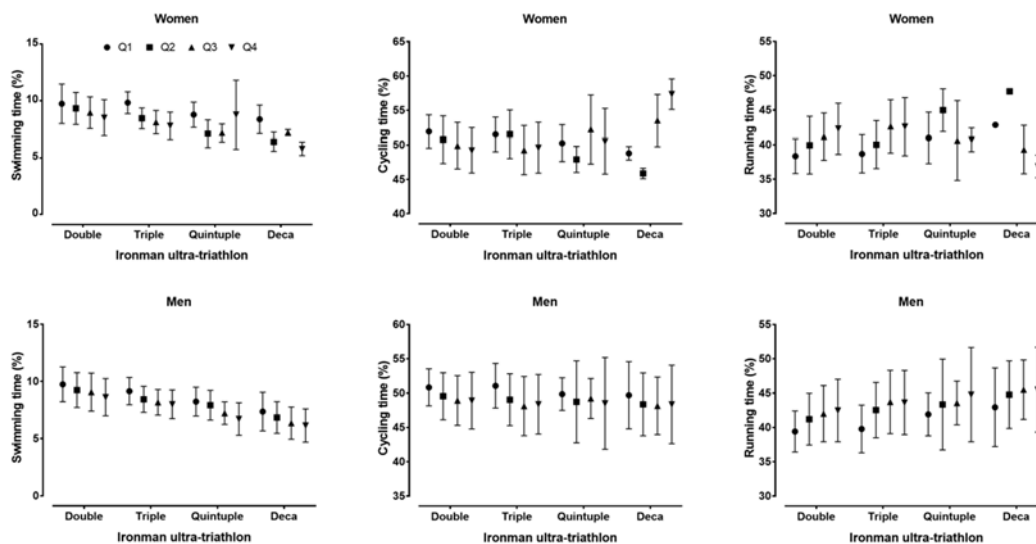 Women
Swimming time (%)
15
10
5
0
Q1 Q2 Q3 Q4
Double Triple Quintuple Deca
Ironman ultra-triathlon
Women
Cycling time (%)
65
60
55
50
45
40
Double Triple Quintuple Deca
Ironman ultra-triathlon
Women
Running time (%)
55
50
45
40
35
30
Double Triple Quintuple Deca
Ironman ultra-triathlon
Men
Swimming time (%)
15
10
5
0
Double Triple Quintuple Deca
Ironman ultra-triathlon
Men
Cycling time (%)
60
55
50
45
40
35
Double Triple Quintuple Deca
Ironman ultra-triathlon
Men
Running time (%)
55
50
45
40
35
30
Double Triple Quintuple Deca
Ironman ultra-triathlon